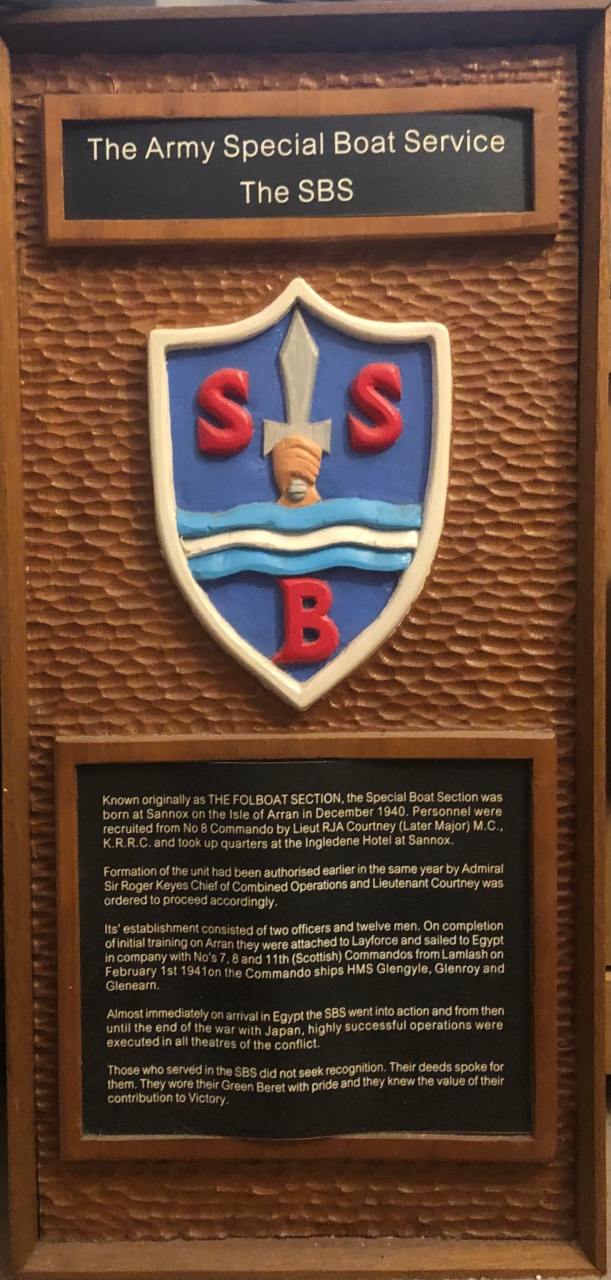 The Army Special Boat Service
The SBS
S S
B
Known originally as THE FOLBOAT SECTION, the Special Boat Section was
born at Sannox on the Isle of Arran in December 1940. Personnel were
recruited from No 8 Commando by Lieut RJA Courtney (Later Major) M.C.,
K.R.R.C. and took up quarters at the Ingledene Hotel at Sannox.
Formation of the unit had been authorised earlier in the same year by Admiral
Sir Roger Keyes Chief of Combined Operations and Lieutenant Courtney was
ordered to proceed accordingly.
Its' establishment consisted of two officers and twelve men. On completion
of initial training on Arran they were attached to Layforce and sailed to Egypt
in company with No's 7, 8 and 11th (Scottish) Commandos from Lamlash on
February 1st 1941on the Commando ships HMS Glengyle, Glenroy and
Glenearn.
Almost immediately on arrival in Egypt the SBS went into action and from then
until the end of the war with Japan, highly successful operations were
executed in all theatres of the conflict.
Those who served in the SBS did not seek recognition. Their deeds spoke for
them. They wore their Green Beret with pride and they knew the value of their
contribution to Victory.